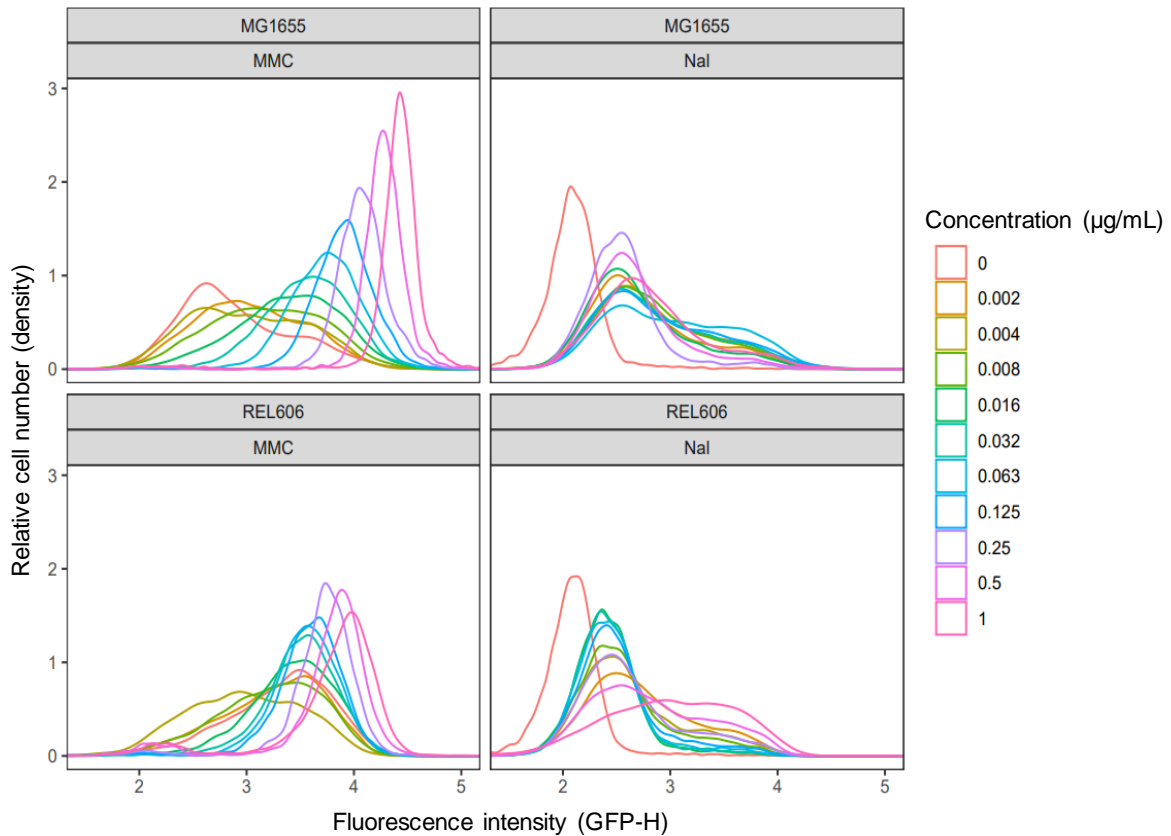 MG1655
MG1655
MMC
Nal
3
2
1
0
REL606
REL606
MMC
Nal
3
2
1
0
2
3
4
5
2
3
4
5
Relative cell number (density)
Fluorescence intensity (GFP-H)
Concentration (µg/mL)
0
0.002
0.004
0.008
0.016
0.032
0.063
0.125
0.25
0.5
1